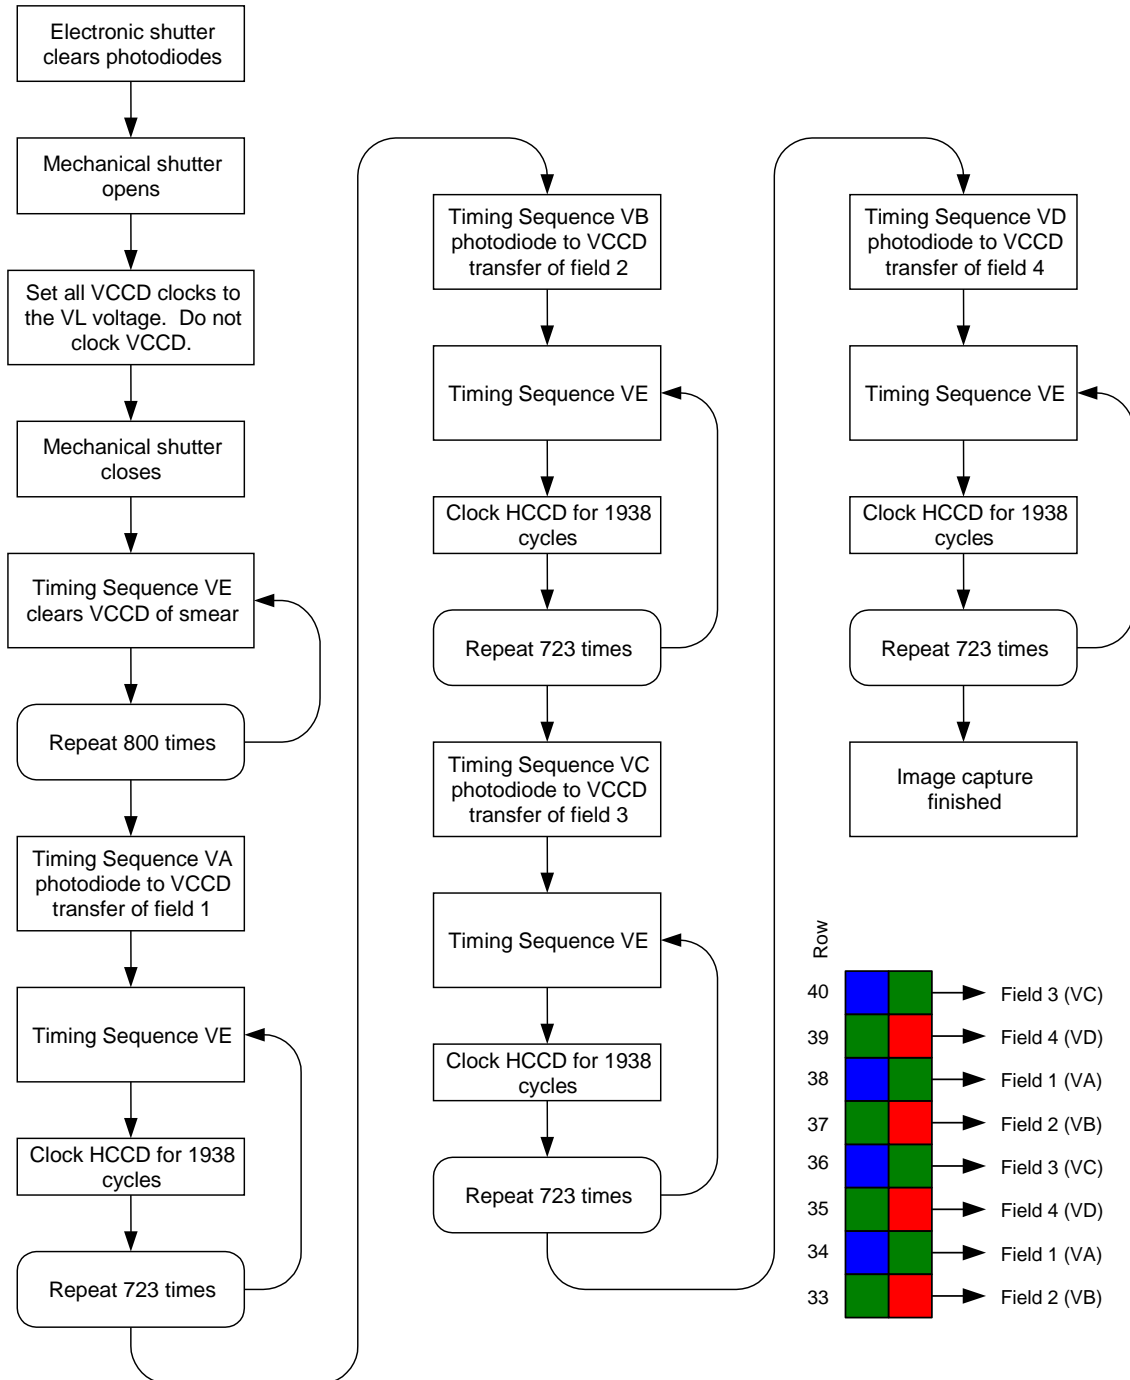 Electronic shutter
clears photodiodes
Mechanical shutter
opens
Set all VCCD clocks to
the VL voltage.  Do not
clock VCCD.
Mechanical shutter
closes
Timing Sequence VE
clears VCCD of smear
Repeat 800 times
Timing Sequence VA
photodiode to VCCD
transfer of field 1
Timing Sequence VE
Clock HCCD for 1938
cycles
Repeat 723 times
Timing Sequence VB
photodiode to VCCD
transfer of field 2
Timing Sequence VE
Clock HCCD for 1938
cycles
Repeat 723 times
Timing Sequence VC
photodiode to VCCD
transfer of field 3
Timing Sequence VE
Clock HCCD for 1938
cycles
Repeat 723 times
Timing Sequence VD
photodiode to VCCD
transfer of field 4
Timing Sequence VE
Clock HCCD for 1938
cycles
Repeat 723 times
Image capture
finished
Row
40 Field 3 (VC)
39 Field 4 (VD)
38 Field 1 (VA)
37 Field 2 (VB)
36 Field 3 (VC)
35 Field 4 (VD)
34 Field 1 (VA)
33 Field 2 (VB)